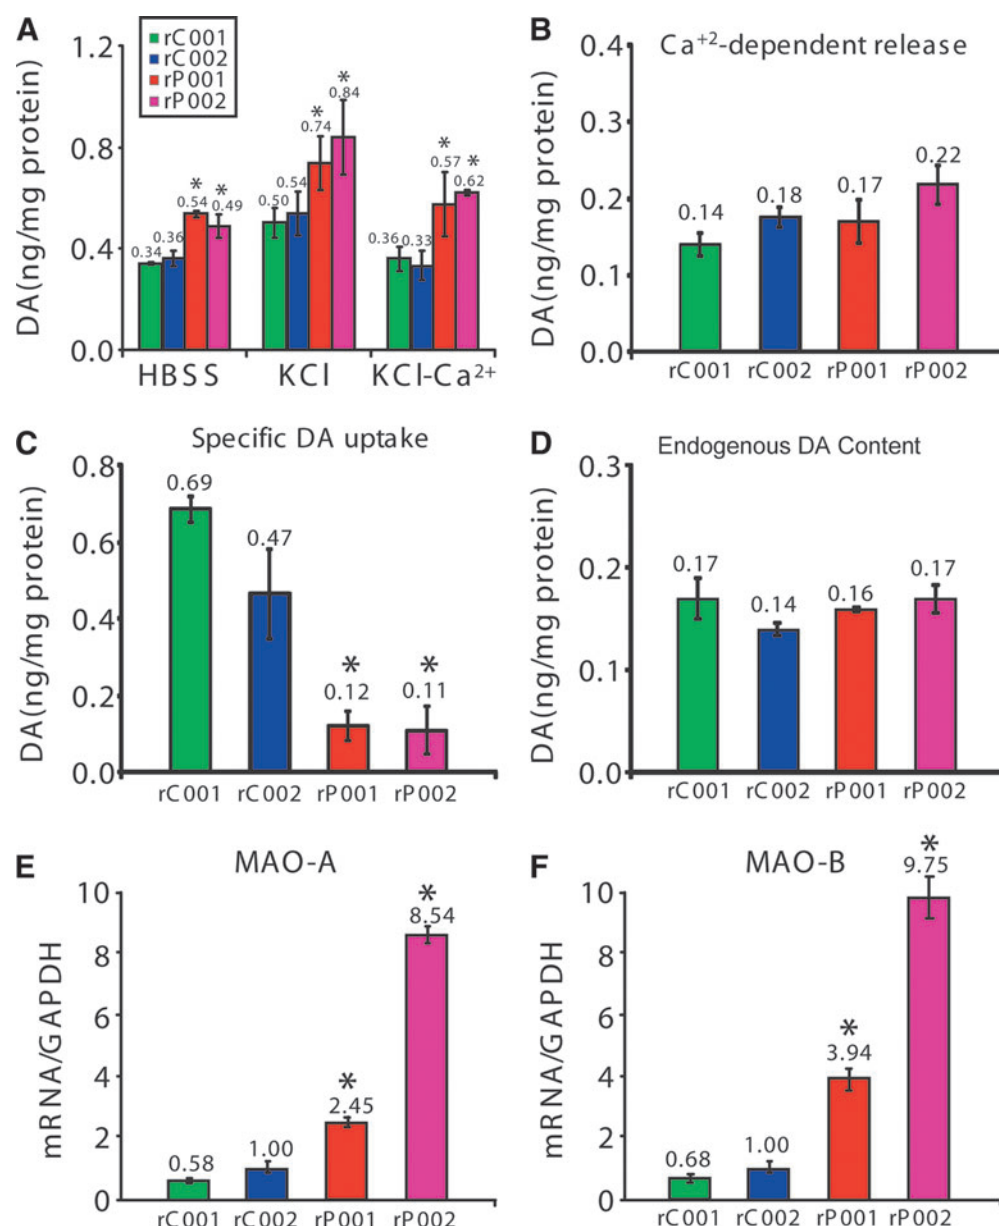 A
rC001
rC002
rP001
rP002
DA(ng/mg protein)
1.2
0.8
0.4
0.0
0.34
0.36
0.54
0.49
0.50
0.54
0.74
0.84
0.36
0.33
0.57
0.62
* * * * * *
HBSS KCl KCl-Ca²⁺
B
Ca⁺²-dependent release
DA(ng/mg protein)
0.4
0.3
0.2
0.1
0.0
0.14 0.18 0.17 0.22
rC001 rC002 rP001 rP002
C
Specific DA uptake
DA(ng/mg protein)
0.8
0.6
0.4
0.2
0.0
0.69 0.47 0.12 0.11
* *
rC001 rC002 rP001 rP002
D
Endogenous DA Content
DA(ng/mg protein)
0.3
0.2
0.1
0.0
0.17 0.14 0.16 0.17
rC001 rC002 rP001 rP002
E
MAO-A
mRNA/GAPDH
10
8
6
4
2
0
0.58 1.00 2.45 8.54
* *
rC001 rC002 rP001 rP002
F
MAO-B
mRNA/GAPDH
10
8
6
4
2
0
0.68 1.00 3.94 9.75
* *
rC001 rC002 rP001 rP002